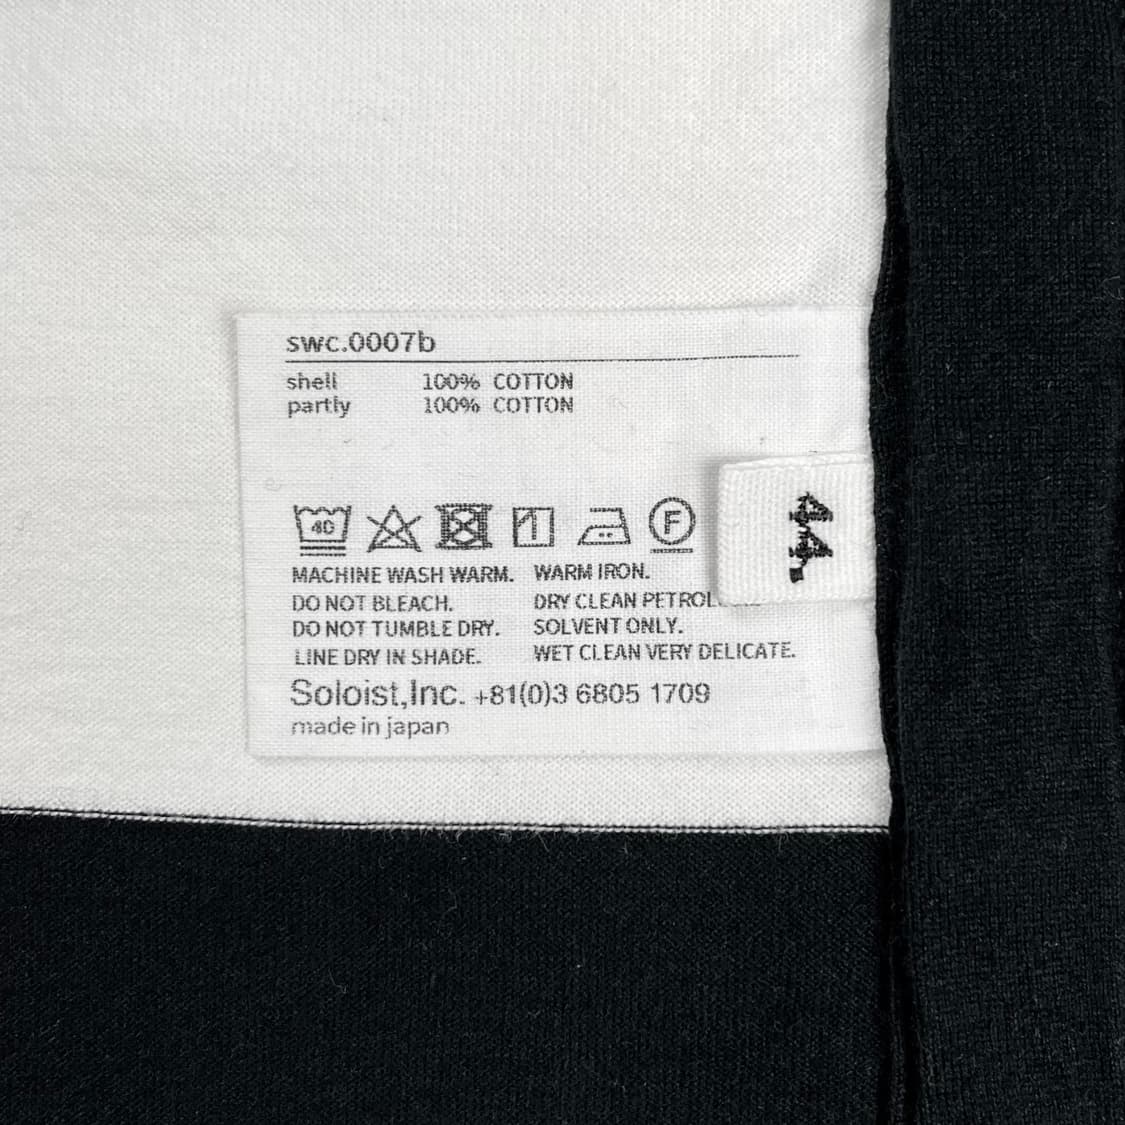 swc.0007b
shell 100% COTTON
partly 100% COTTON
40 F
MACHINE WASH WARM. WARM IRON.
DO NOT BLEACH. DRY CLEAN
DO NOT TUMBLE DRY. SOLVENT ONLY.
LINE DRY IN SHADE. WET CLEAN VERY DELICATE.
Soloist,Inc. +81(0)3 6805 1709
made in japan
44.